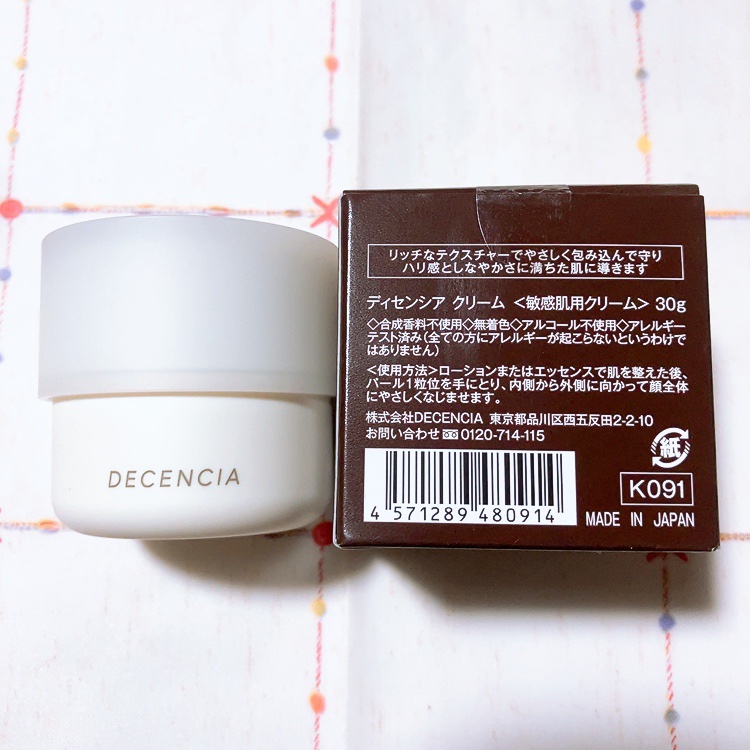 DECENCIA
リッチなテクスチャーでやさしく包み込んで守り
ハリ感としなやかさに満ちた肌に導きます
ディセンシア クリーム <敏感肌用クリーム> 30g
◇合成香料不使用◇無着色◇アルコール不使用◇アレルギー
テスト済み(全ての方にアレルギーが起こらないというわけで
はありません)
<使用方法>ローションまたはエッセンスで肌を整えた後、
パール1粒位を手にとり、内側から外側に向かって顔全体
にやさしくなじませます。
株式会社DECENCIA 東京都品川区西五反田2-2-10
お問い合わせ 0120-714-115
紙
K091
4 571289 480914
MADE IN JAPAN